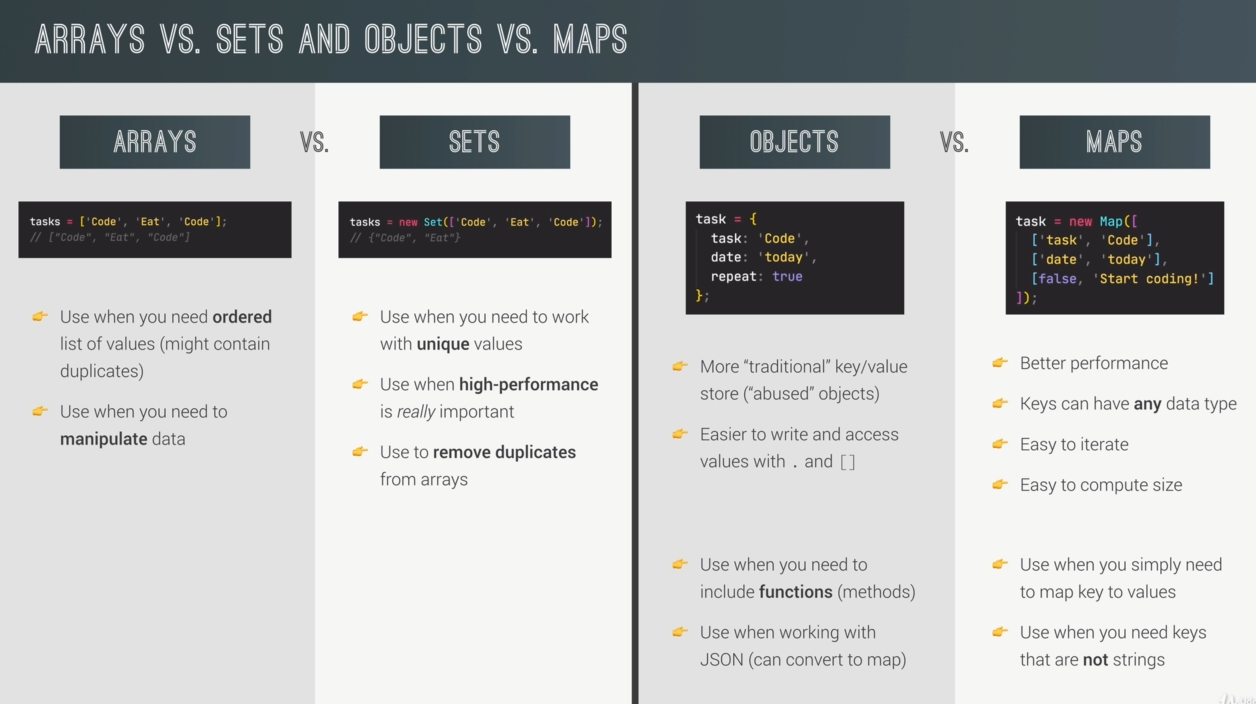 ARRAYS VS. SETS AND OBJECTS VS. MAPS
ARRAYS
VS.
SETS
tasks = ['Code', 'Eat', 'Code'];
// ["Code", "Eat", "Code"]
tasks = new Set(['Code', 'Eat', 'Code']);
// {"Code", "Eat"}
Use when you need ordered
list of values (might contain
duplicates)
Use when you need to
manipulate data
Use when you need to work
with unique values
Use when high-performance
is really important
Use to remove duplicates
from arrays
OBJECTS
VS.
MAPS
task = {
task: 'Code',
date: 'today',
repeat: true
};
task = new Map([
['task', 'Code'],
['date', 'today'],
[false, 'Start coding!']
]);
More “traditional” key/value
store (“abused” objects)
Easier to write and access
values with . and []
Use when you need to
include functions (methods)
Use when working with
JSON (can convert to map)
Better performance
Keys can have any data type
Easy to iterate
Easy to compute size
Use when you simply need
to map key to values
Use when you need keys
that are not strings